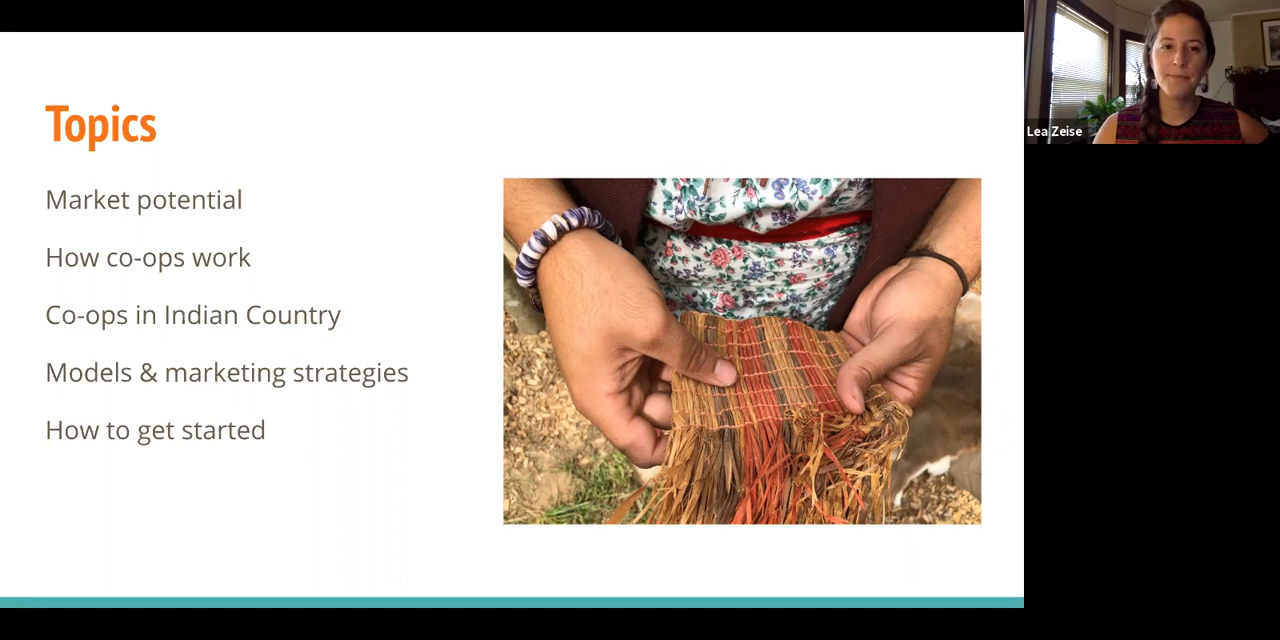 Topics
Market potential
How co-ops work
Co-ops in Indian Country
Models & marketing strategies
How to get started
Lea Zeise